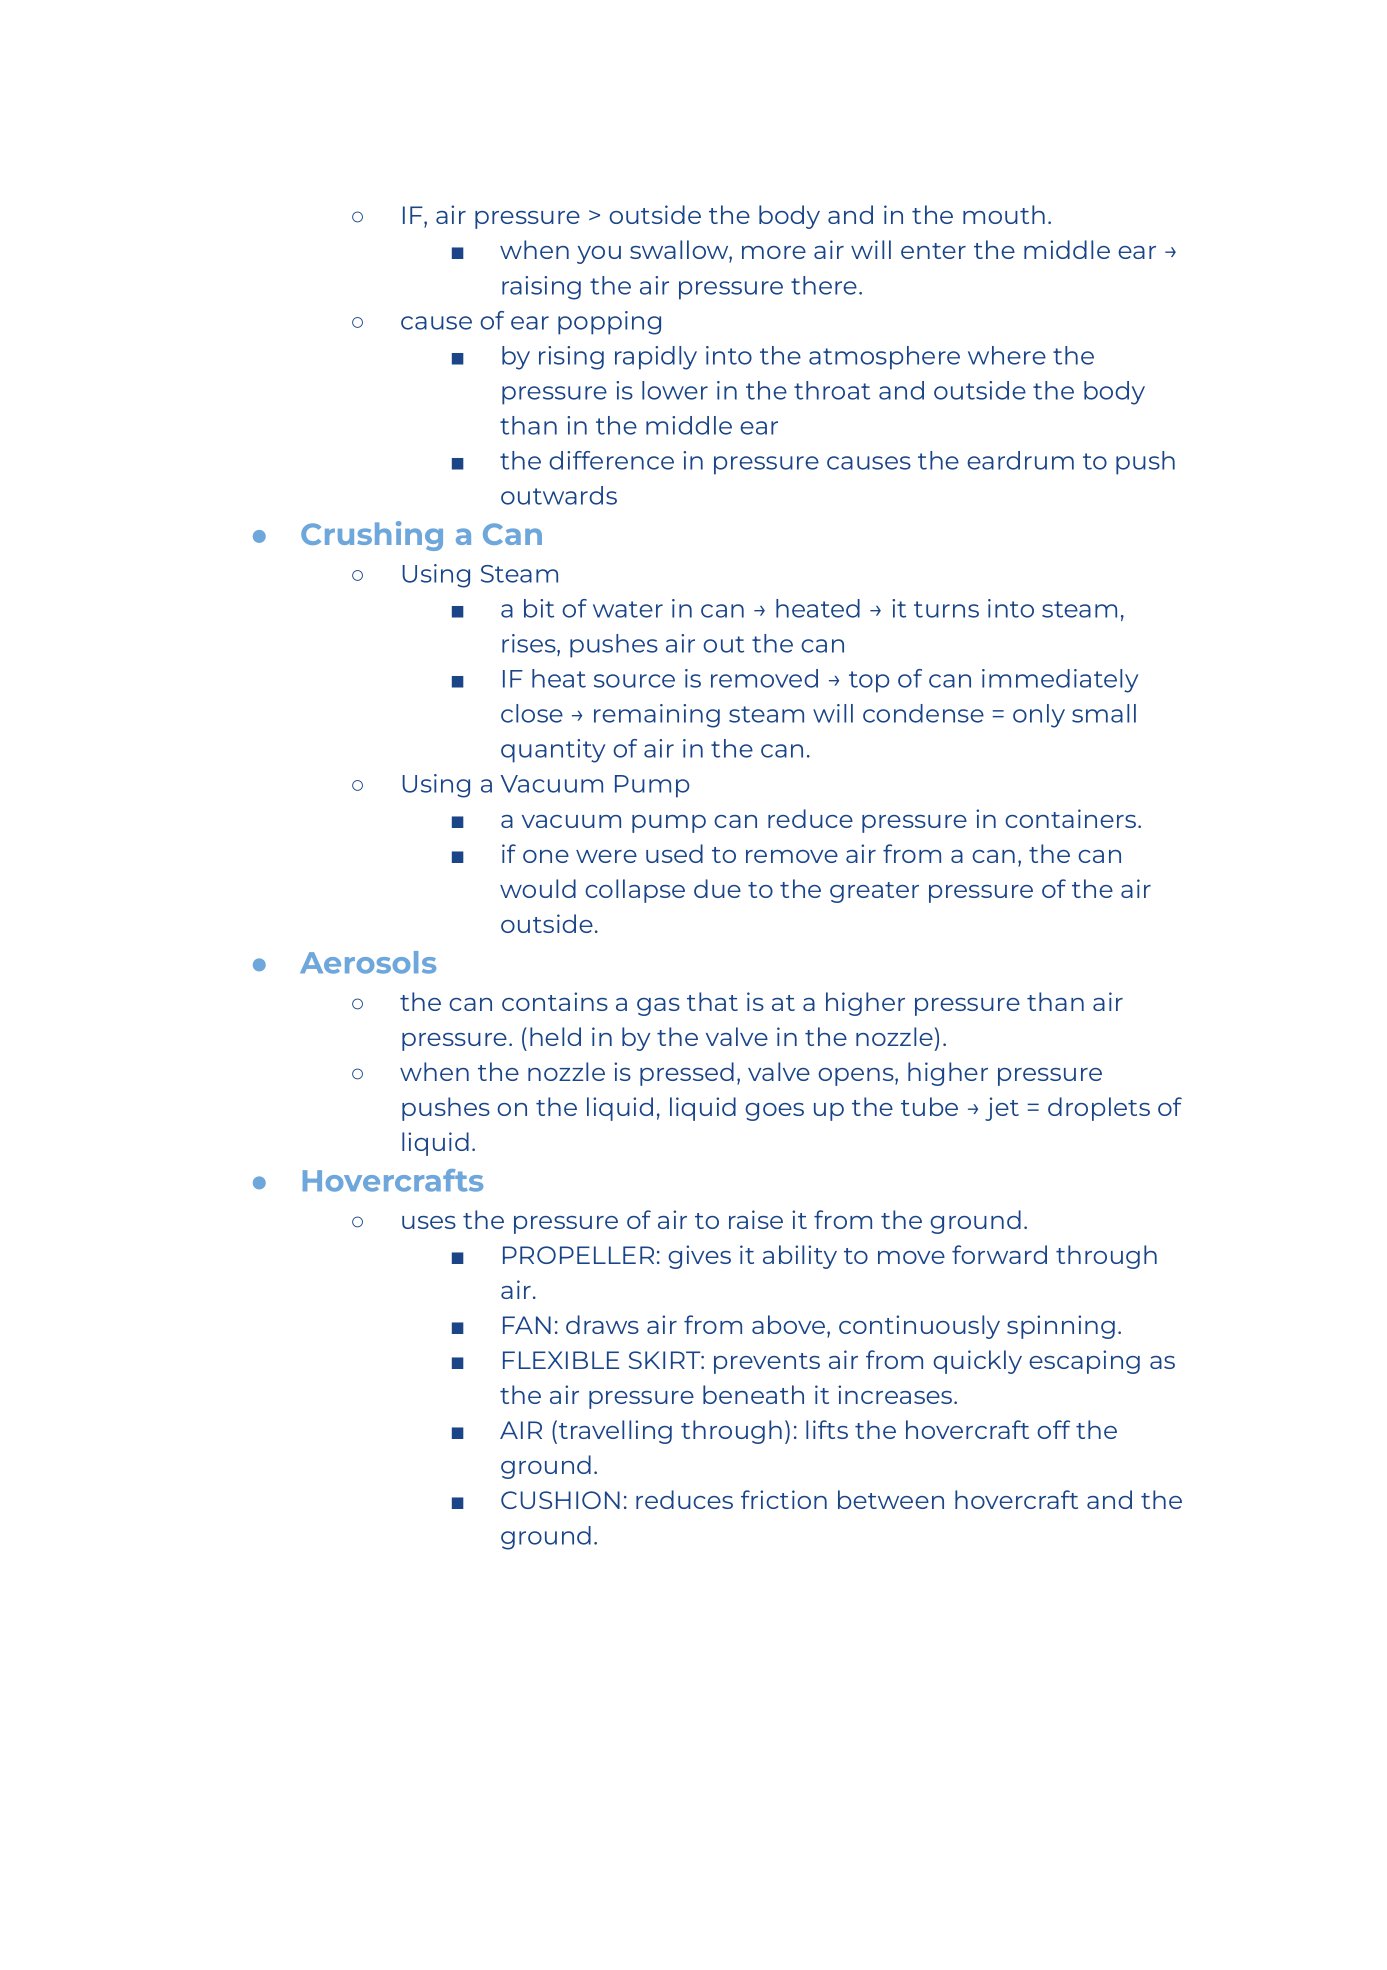 ○ IF, air pressure > outside the body and in the mouth.
■ when you swallow, more air will enter the middle ear →
raising the air pressure there.
○ cause of ear popping
■ by rising rapidly into the atmosphere where the
pressure is lower in the throat and outside the body
than in the middle ear
■ the difference in pressure causes the eardrum to push
outwards
● Crushing a Can
○ Using Steam
■ a bit of water in can → heated → it turns into steam,
rises, pushes air out the can
■ IF heat source is removed → top of can immediately
close → remaining steam will condense = only small
quantity of air in the can.
○ Using a Vacuum Pump
■ a vacuum pump can reduce pressure in containers.
■ if one were used to remove air from a can, the can
would collapse due to the greater pressure of the air
outside.
● Aerosols
○ the can contains a gas that is at a higher pressure than air
pressure. (held in by the valve in the nozzle).
○ when the nozzle is pressed, valve opens, higher pressure
pushes on the liquid, liquid goes up the tube → jet = droplets of
liquid.
● Hovercrafts
○ uses the pressure of air to raise it from the ground.
■ PROPELLER: gives it ability to move forward through
air.
■ FAN: draws air from above, continuously spinning.
■ FLEXIBLE SKIRT: prevents air from quickly escaping as
the air pressure beneath it increases.
■ AIR (travelling through): lifts the hovercraft off the
ground.
■ CUSHION: reduces friction between hovercraft and the
ground.